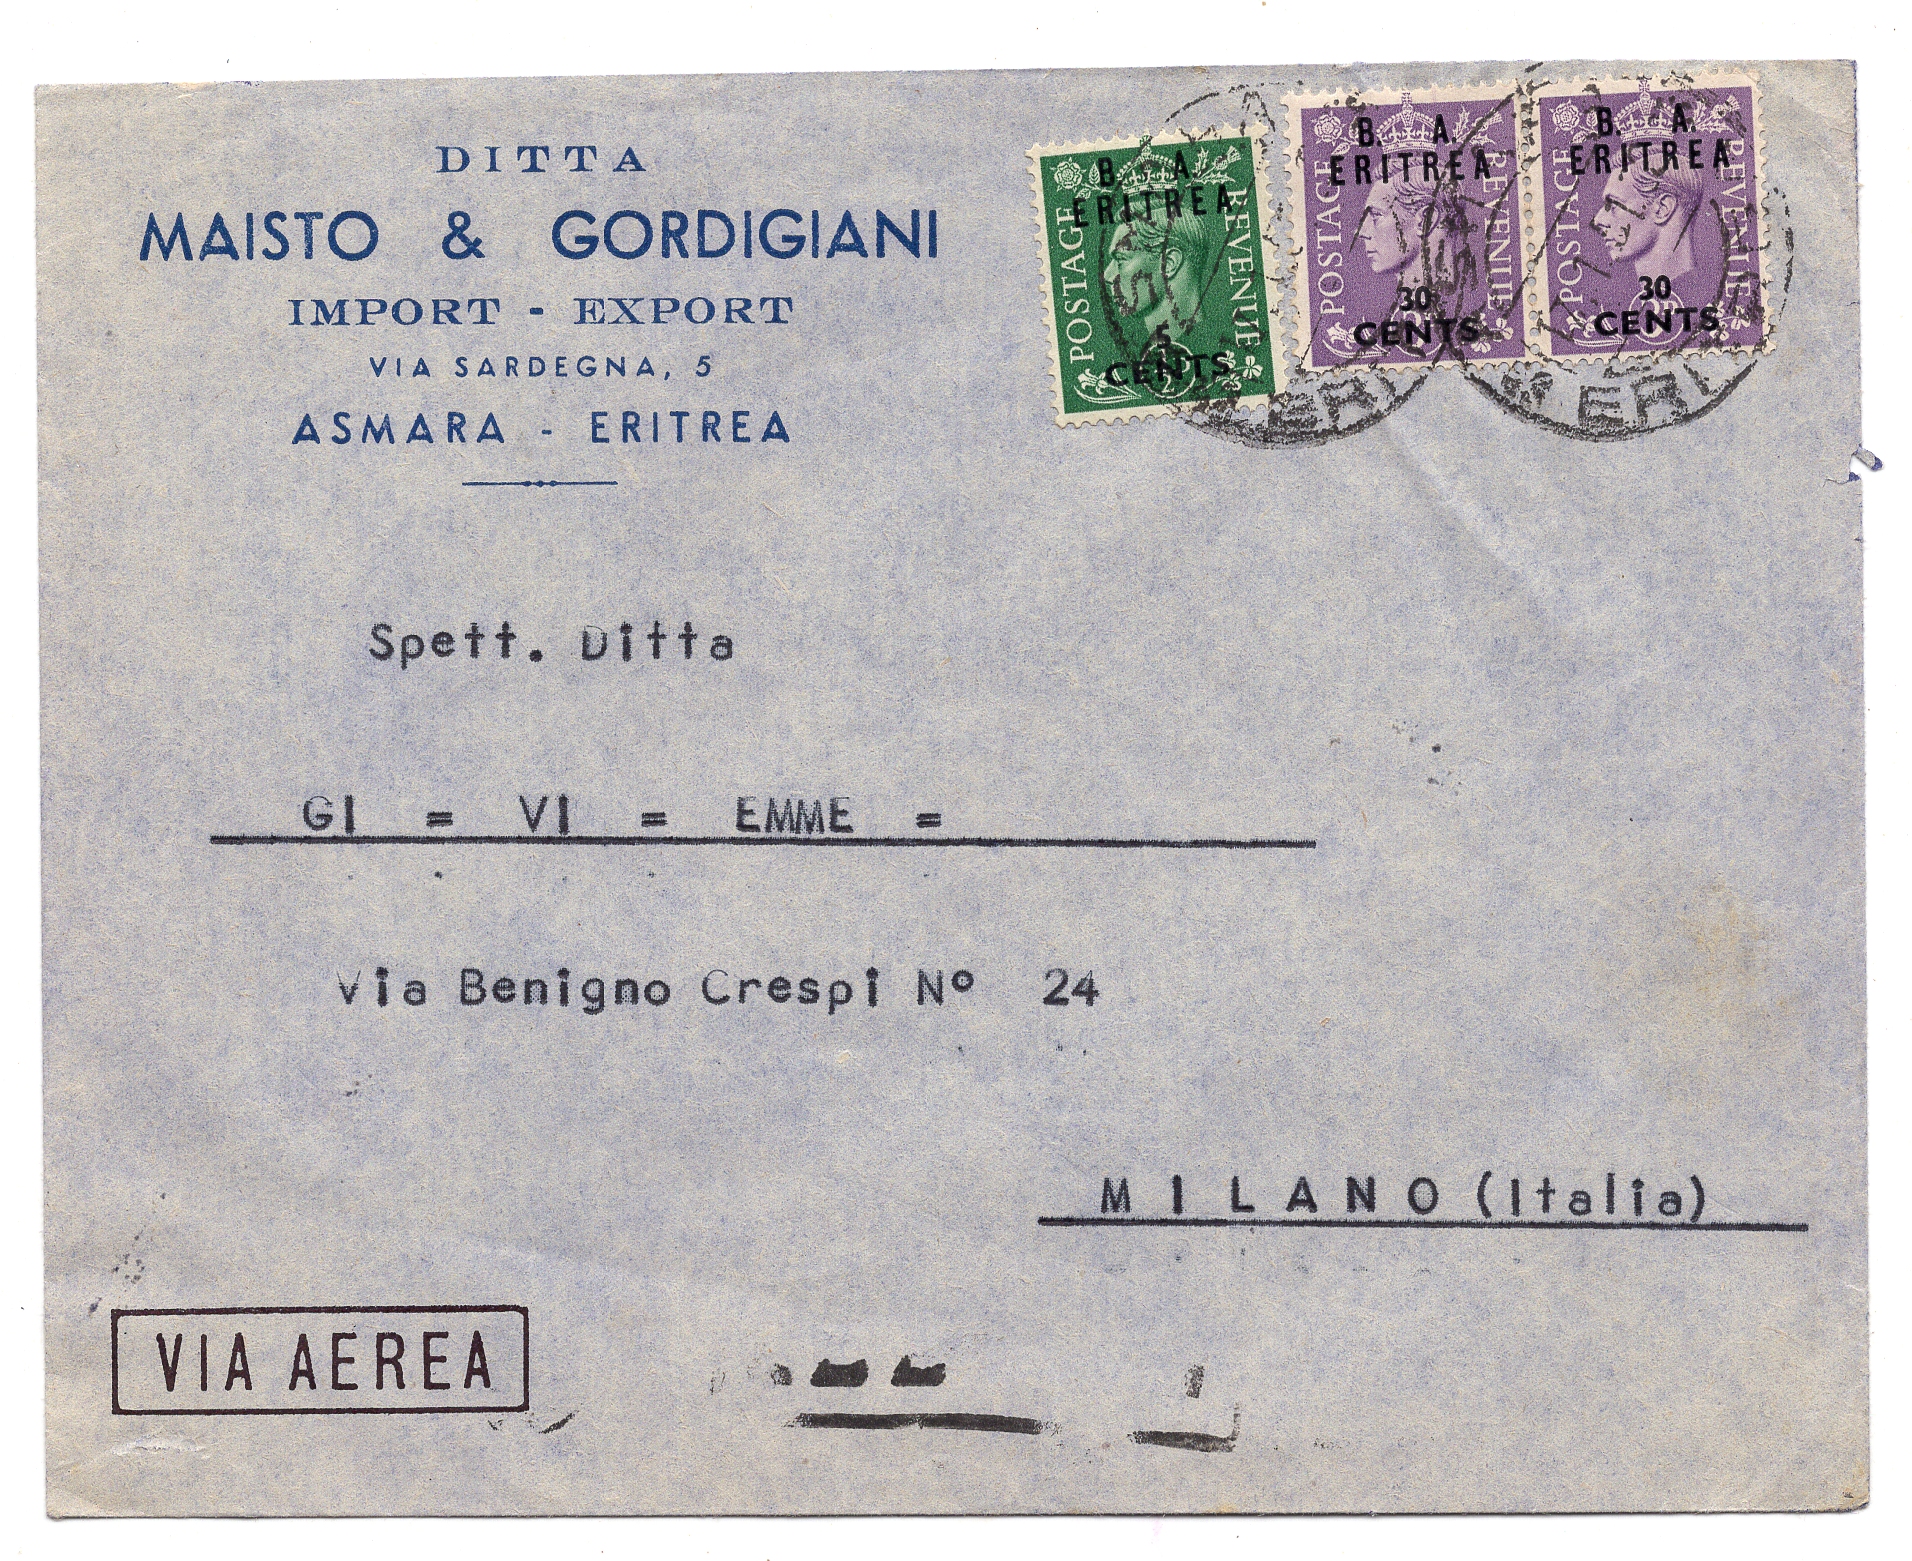 DITTA
MAISTO & GORDIGIANI
IMPORT - EXPORT
VIA SARDEGNA, 5
ASMARA - ERITREA
B. A.
ERITREA
POSTAGE
REVENUE
5
CENTS
B. A.
ERITREA
POSTAGE
REVENUE
30
CENTS
B. A.
ERITREA
POSTAGE
REVENUE
30
CENTS
Spett. Ditta
GI = VI = EMME =
Via Benigno Crespi Nº 24
MILANO (Italia)
VIA AEREA